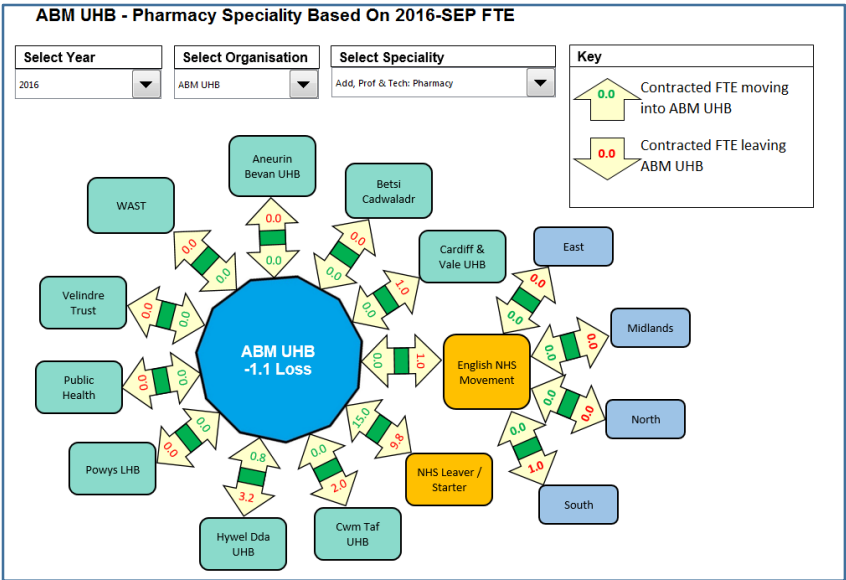 ABM UHB - Pharmacy Speciality Based On 2016-SEP FTE
Select Year
2016
Select Organisation
ABM UHB
Select Speciality
Add, Prof & Tech: Pharmacy
Key
0.0
Contracted FTE moving
into ABM UHB
0.0
Contracted FTE leaving
ABM UHB
Aneurin
Bevan UHB
0.0
0.0
Betsi
Cadwaladr
0.0
0.0
WAST
0.0
0.0
Cardiff &
Vale UHB
1.0
0.0
East
0.0
0.0
Velindre
Trust
0.0
0.0
Midlands
0.0
0.0
ABM UHB
-1.1 Loss
0.0
1.0
English NHS
Movement
Public
Health
0.0
0.0
North
0.0
0.0
Powys LHB
0.0
0.0
15.0
9.8
NHS Leaver /
Starter
South
0.0
1.0
Hywel Dda
UHB
0.8
3.2
Cwm Taf
UHB
0.0
2.0